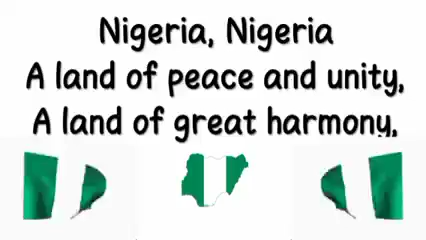 Nigeria, Nigeria
A land of peace and unity,
A land of great harmony,